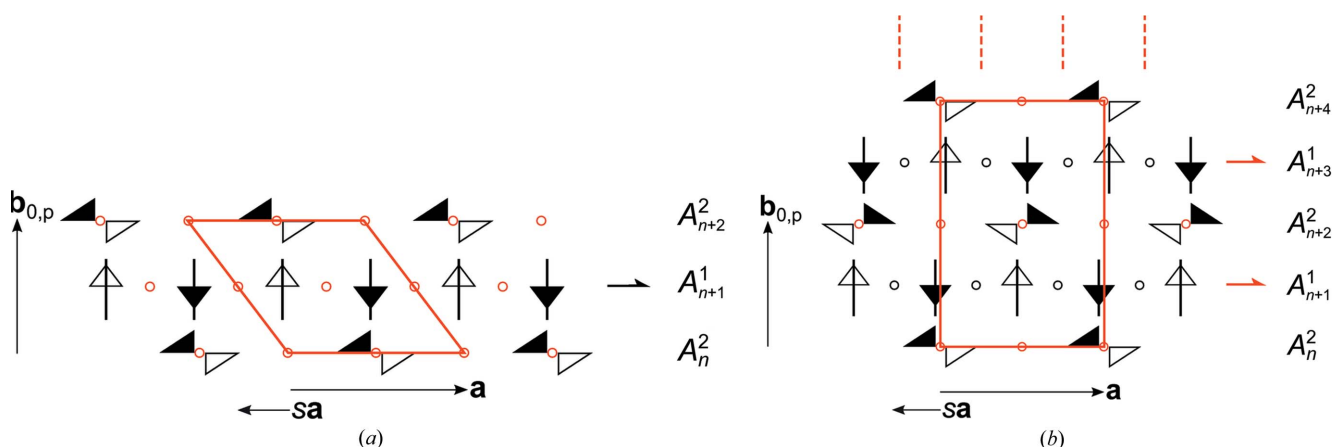 A²ₙ₊₄
A¹ₙ₊₃
b₀,ₚ
A²ₙ₊₂
A¹ₙ₊₁
A²ₙ
a
sa
(a)
b₀,ₚ
A²ₙ₊₂
A¹ₙ₊₁
A²ₙ
a
sa
(b)